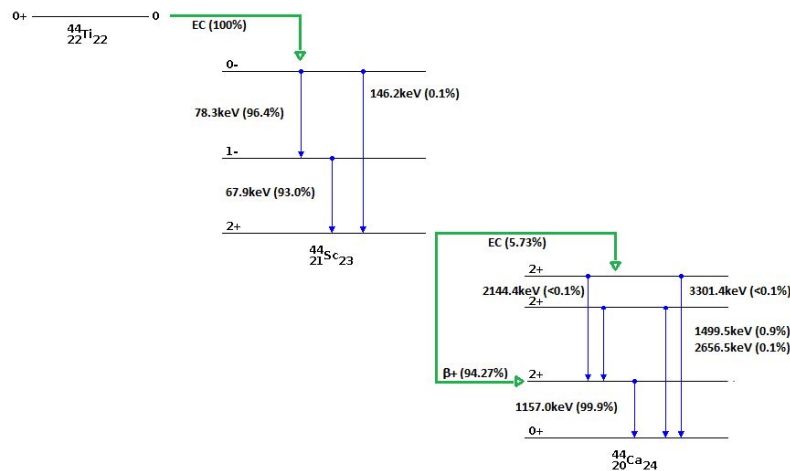 0+
44
22Ti22
0
EC (100%)
0-
146.2keV (0.1%)
78.3keV (96.4%)
1-
67.9keV (93.0%)
2+
44
21Sc23
EC (5.73%)
2+
2144.4keV (<0.1%)
3301.4keV (<0.1%)
2+
1499.5keV (0.9%)
2656.5keV (0.1%)
β+ (94.27%)
2+
1157.0keV (99.9%)
0+
44
20Ca24